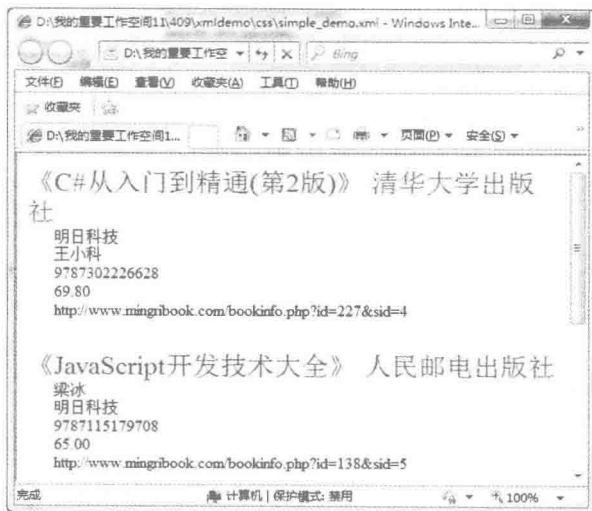 D:\我的重要工作空间11\409\xmldemo\css\simple_demo.xml - Windows Inte...
D:\我的重要工作空
Bing
文件(F) 编辑(E) 查看(V) 收藏夹(A) 工具(T) 帮助(H)
收藏夹
D:\我的重要工作空间1...
页面(P) 安全(S)
《C#从入门到精通(第2版)》 清华大学出版
社
明日科技
王小科
9787302226628
69.80
http://www.mingribook.com/bookinfo.php?id=227&sid=4
《JavaScript开发技术大全》 人民邮电出版社
梁冰
明日科技
9787115179708
65.00
http://www.mingribook.com/bookinfo.php?id=138&sid=5
完成
计算机 | 保护模式: 禁用
100%